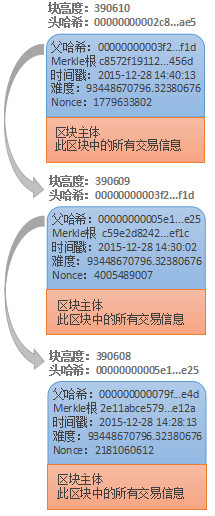 块高度：390610
头哈希：00000000002c8...ae5
父哈希：00000000003f2...f1d
Merkle根 c8572f19112...456d
时间戳：2015-12-28 14:40:13
难度：93448670796.32380676
Nonce：1779633802
区块主体
此区块中的所有交易信息
块高度：390609
头哈希：00000000003f2...f1d
父哈希：00000000005e1...e25
Merkle根 c59e2d8242...ef1c
时间戳：2015-12-28 14:30:02
难度：93448670796.32380676
Nonce：4005489007
区块主体
此区块中的所有交易信息
块高度：390608
头哈希：00000000005e1...e25
父哈希：000000000079f...e4d
Merkle根 2e11abce579...e12a
时间戳：2015-12-28 14:28:13
难度：93448670796.32380676
Nonce：2181060612
区块主体
此区块中的所有交易信息